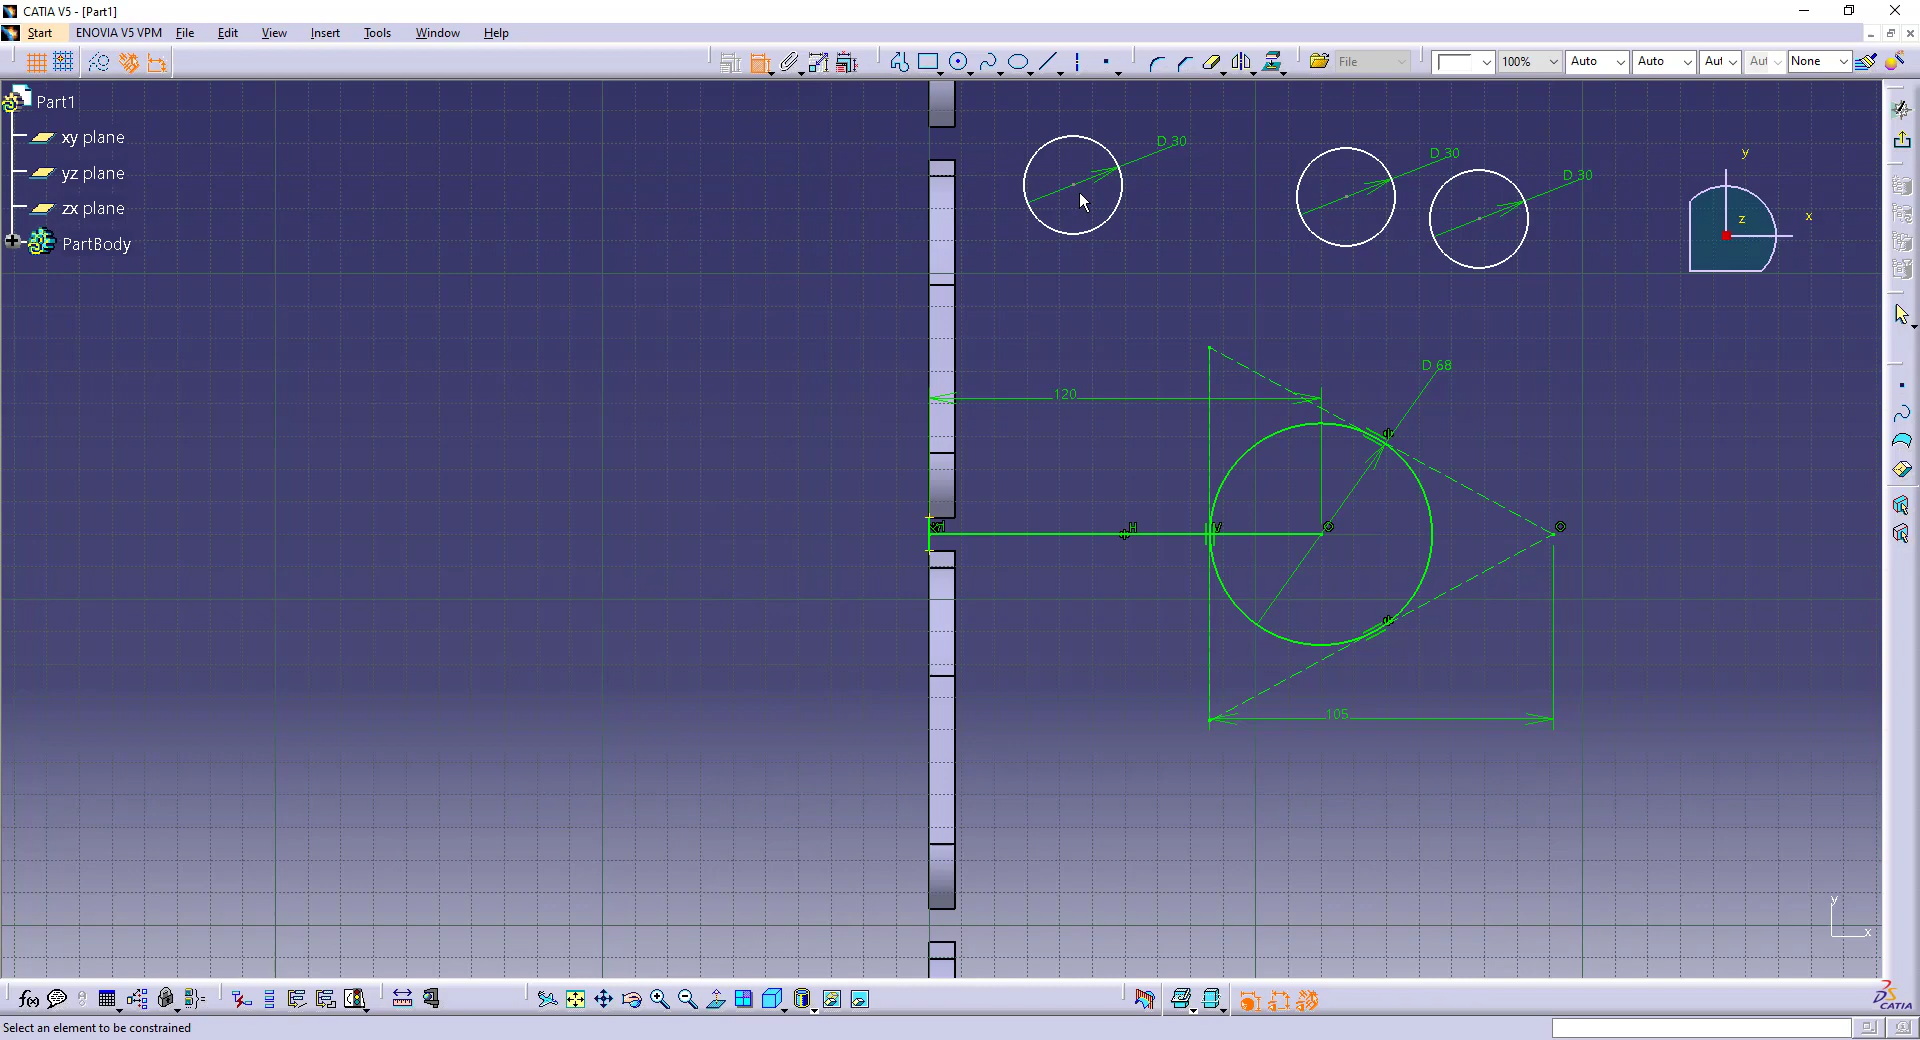 CATIA V5 - [Part1]
Start ENOVIA V5 VPM File Edit View Insert Tools Window Help
File 100% Auto Auto Aut Aut None
Part1
xy plane
yz plane
zx plane
PartBody
D 30
D 30
D 30
y
z
x
D 68
120
H
V
105
y
x
f(x)
CATIA
Select an element to be constrained